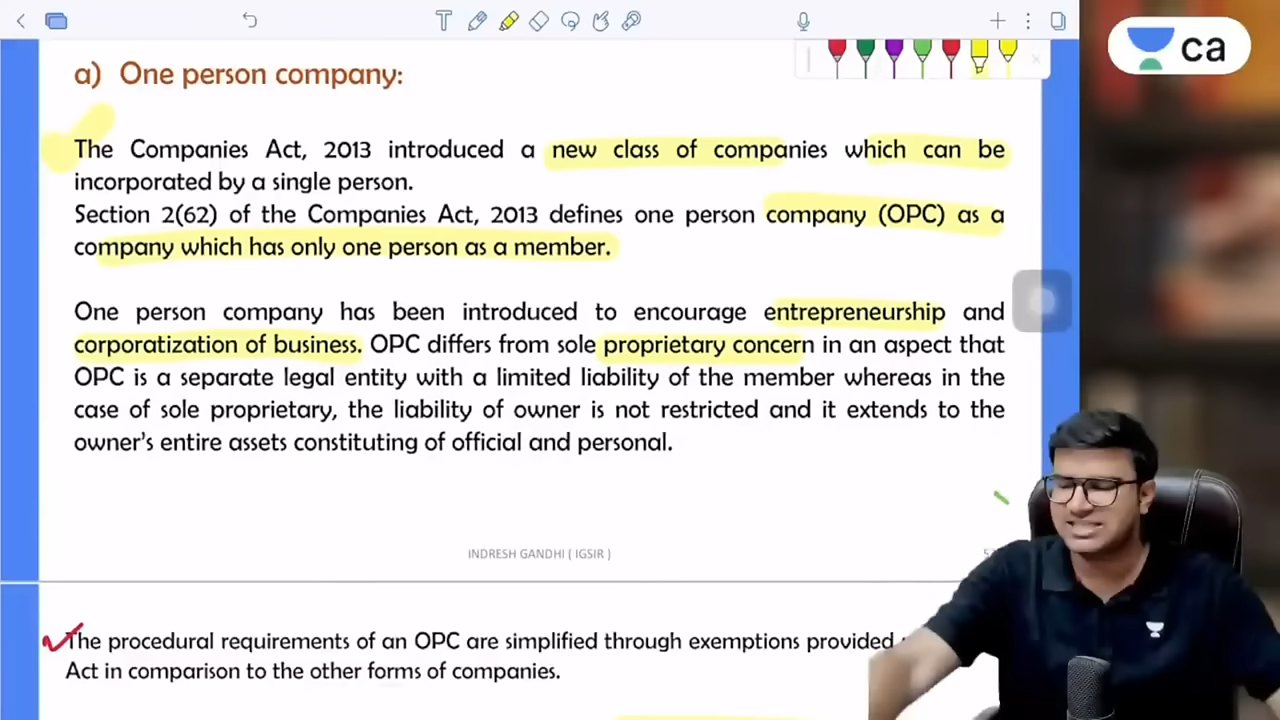 ca
a) One person company:
The Companies Act, 2013 introduced a new class of companies which can be
incorporated by a single person.
Section 2(62) of the Companies Act, 2013 defines one person company (OPC) as a
company which has only one person as a member.
One person company has been introduced to encourage entrepreneurship and
corporatization of business. OPC differs from sole proprietary concern in an aspect that
OPC is a separate legal entity with a limited liability of the member whereas in the
case of sole proprietary, the liability of owner is not restricted and it extends to the
owner's entire assets constituting of official and personal.
INDRESH GANDHI ( IGSIR )
The procedural requirements of an OPC are simplified through exemptions provided
Act in comparison to the other forms of companies.